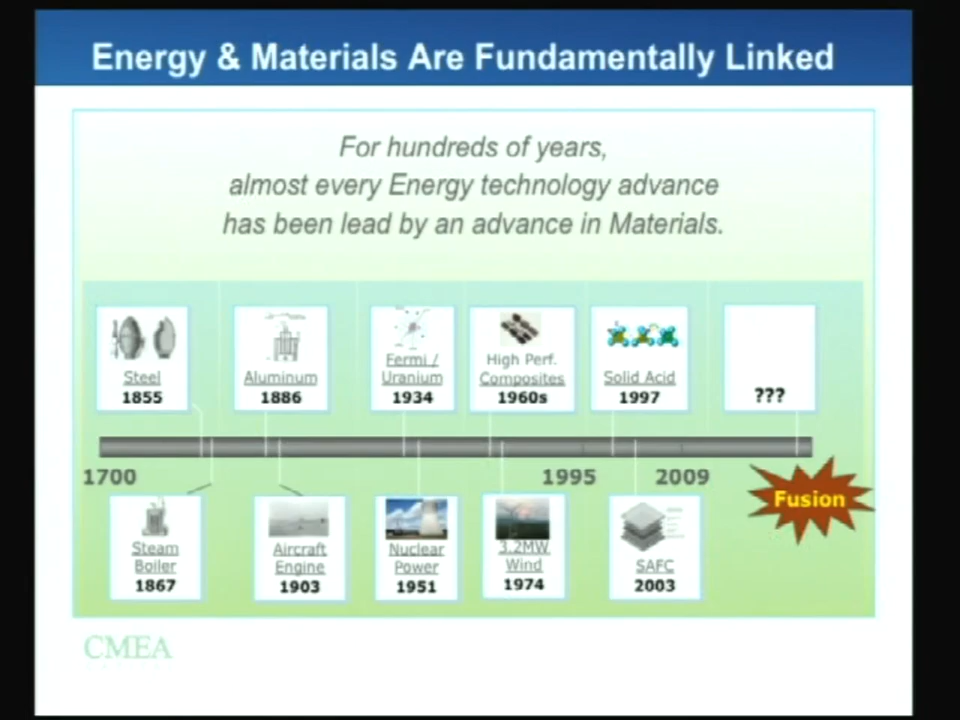 Energy & Materials Are Fundamentally Linked
For hundreds of years,
almost every Energy technology advance
has been lead by an advance in Materials.
Steel
1855
Aluminum
1886
Fermi /
Uranium
1934
High Perf.
Composites
1960s
Solid Acid
1997
???
1700
1995
2009
Fusion
Steam
Boiler
1867
Aircraft
Engine
1903
Nuclear
Power
1951
3.2MW
Wind
1974
SAFC
2003
CMEA